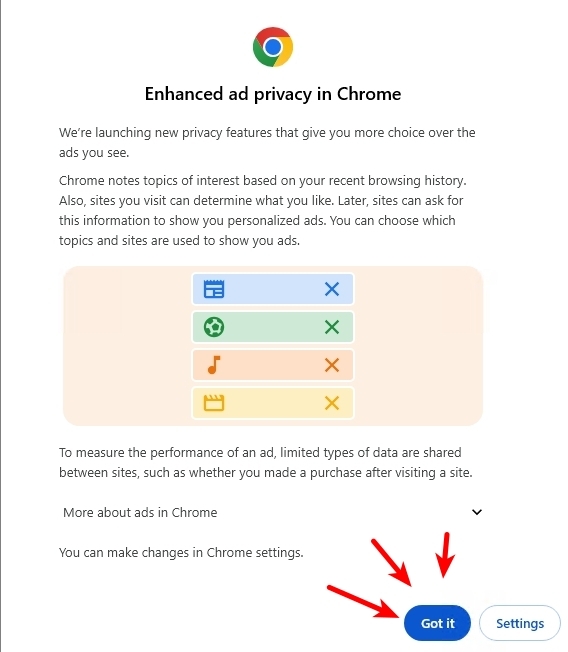 Enhanced ad privacy in Chrome
We’re launching new privacy features that give you more choice over the
ads you see.
Chrome notes topics of interest based on your recent browsing history.
Also, sites you visit can determine what you like. Later, sites can ask for
this information to show you personalized ads. You can choose which
topics and sites are used to show you ads.
To measure the performance of an ad, limited types of data are shared
between sites, such as whether you made a purchase after visiting a site.
More about ads in Chrome
You can make changes in Chrome settings.
Got it
Settings